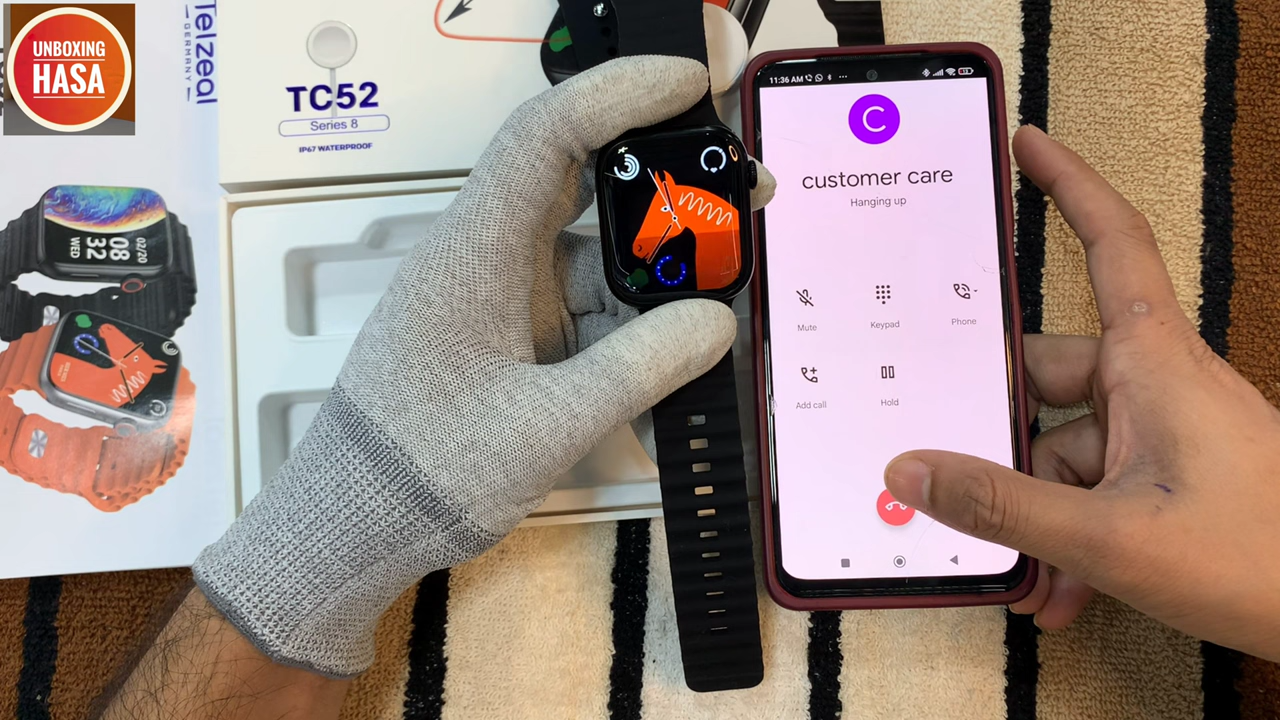 UNBOXING
HASA
Telzeal
GERMANY
TC52
Series 8
IP67 WATERPROOF
02/20
08
32
WED
11:36 AM
C
customer care
Hanging up
Mute
Keypad
Phone
Add call
Hold